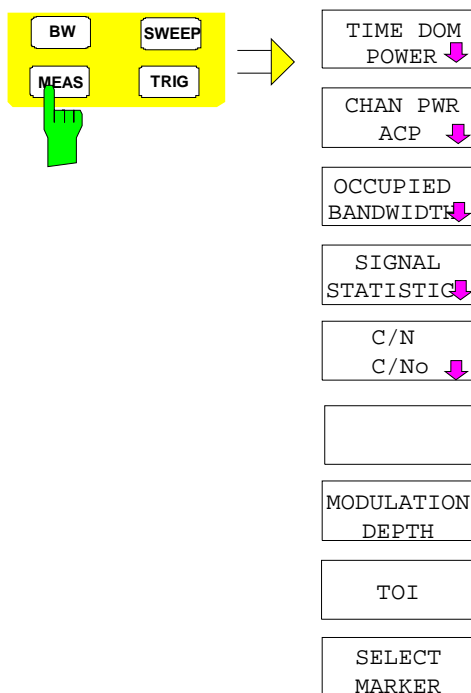 BW
SWEEP
MEAS
TRIG
TIME DOM
POWER
CHAN PWR
ACP
OCCUPIED
BANDWIDTH
SIGNAL
STATISTIC
C/N
C/No
MODULATION
DEPTH
TOI
SELECT
MARKER